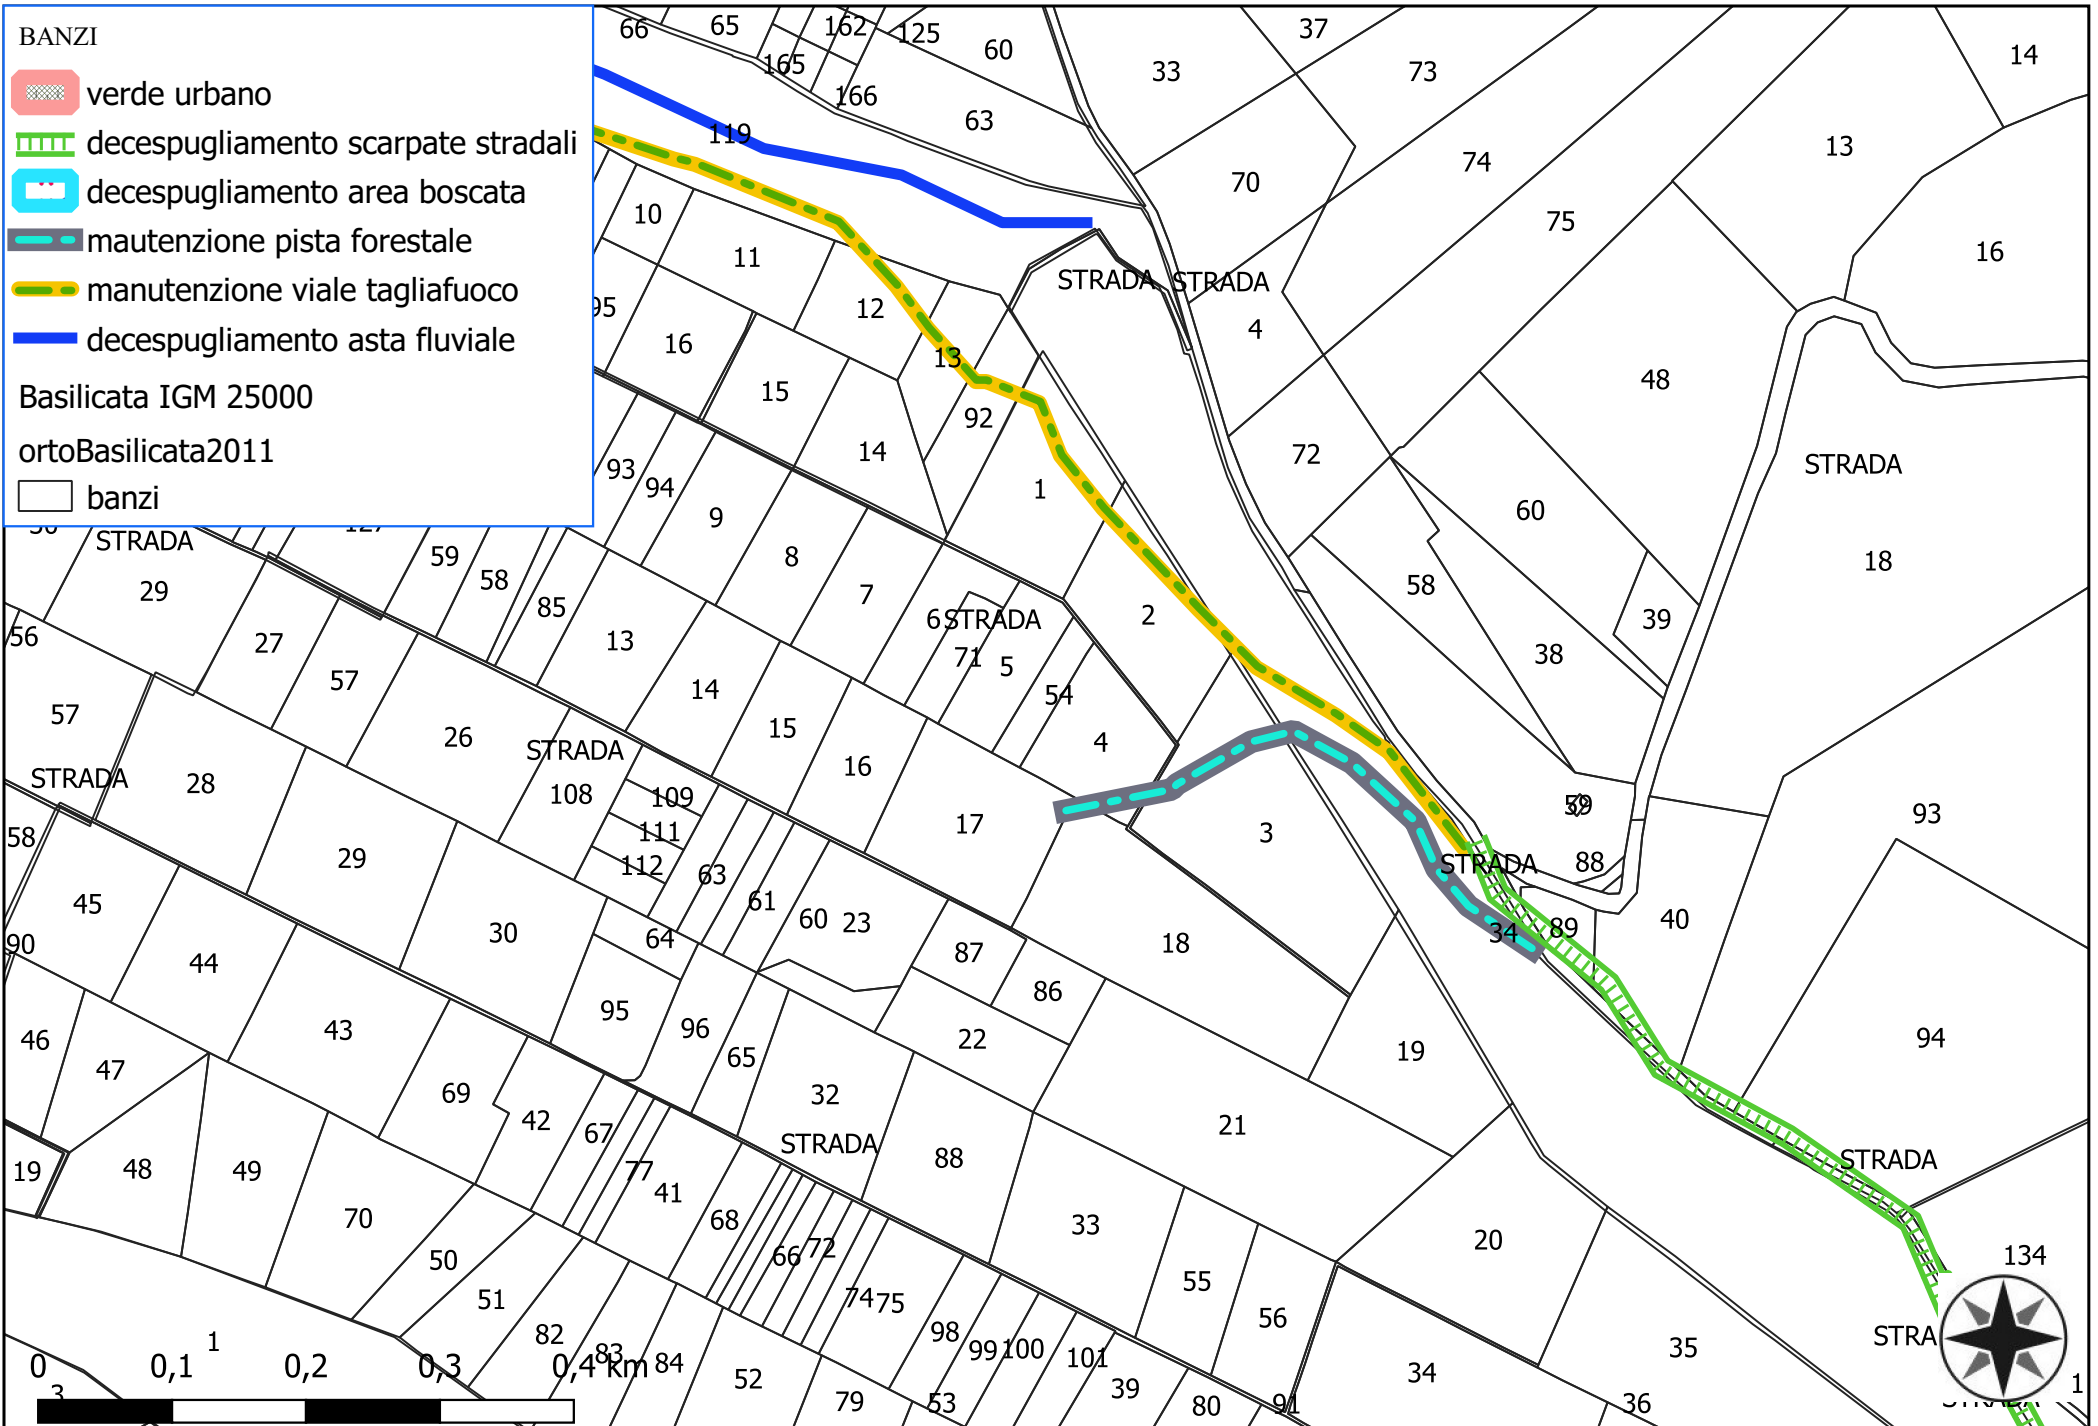 BANZI
verde urbano
decespugliamento scarpate stradali
decespugliamento area boscata
mautenzione pista forestale
manutenzione viale tagliafuoco
decespugliamento asta fluviale
Basilicata IGM 25000
ortoBasilicata2011
banzi
66 65 162 125 60 33 37 73 14
165 166 63 119 70 74 13
10 11 75 16
STRADA STRADA
95 12 4
16 13 48
15 92
14 72 STRADA
93 94 1
9 60
STRADA 59 8 18
29 58 7 58
85 6 STRADA 2 39
56 27 13 71 5 38
57 14 54
57 26 15 4
STRADA
STRADA 28 108 109 16 59 93
58 111 17 3
29 112 63 STRADA 88
45 61 60 23 34 89 40
90 30 64 87 18
44 86
46 43 95 96 22 19 94
47 65
69 32 21
42 67 STRADA STRADA
19 48 49 77 41 88
70 68 33 20 134
50 66 72
51 74 75 55 56
82 98 STRA
1 83 84 99 100 101 35
0 0,1 0,2 0,3 0,4 km
3 52 39 34 1
79 53 80 91 36
STRADA